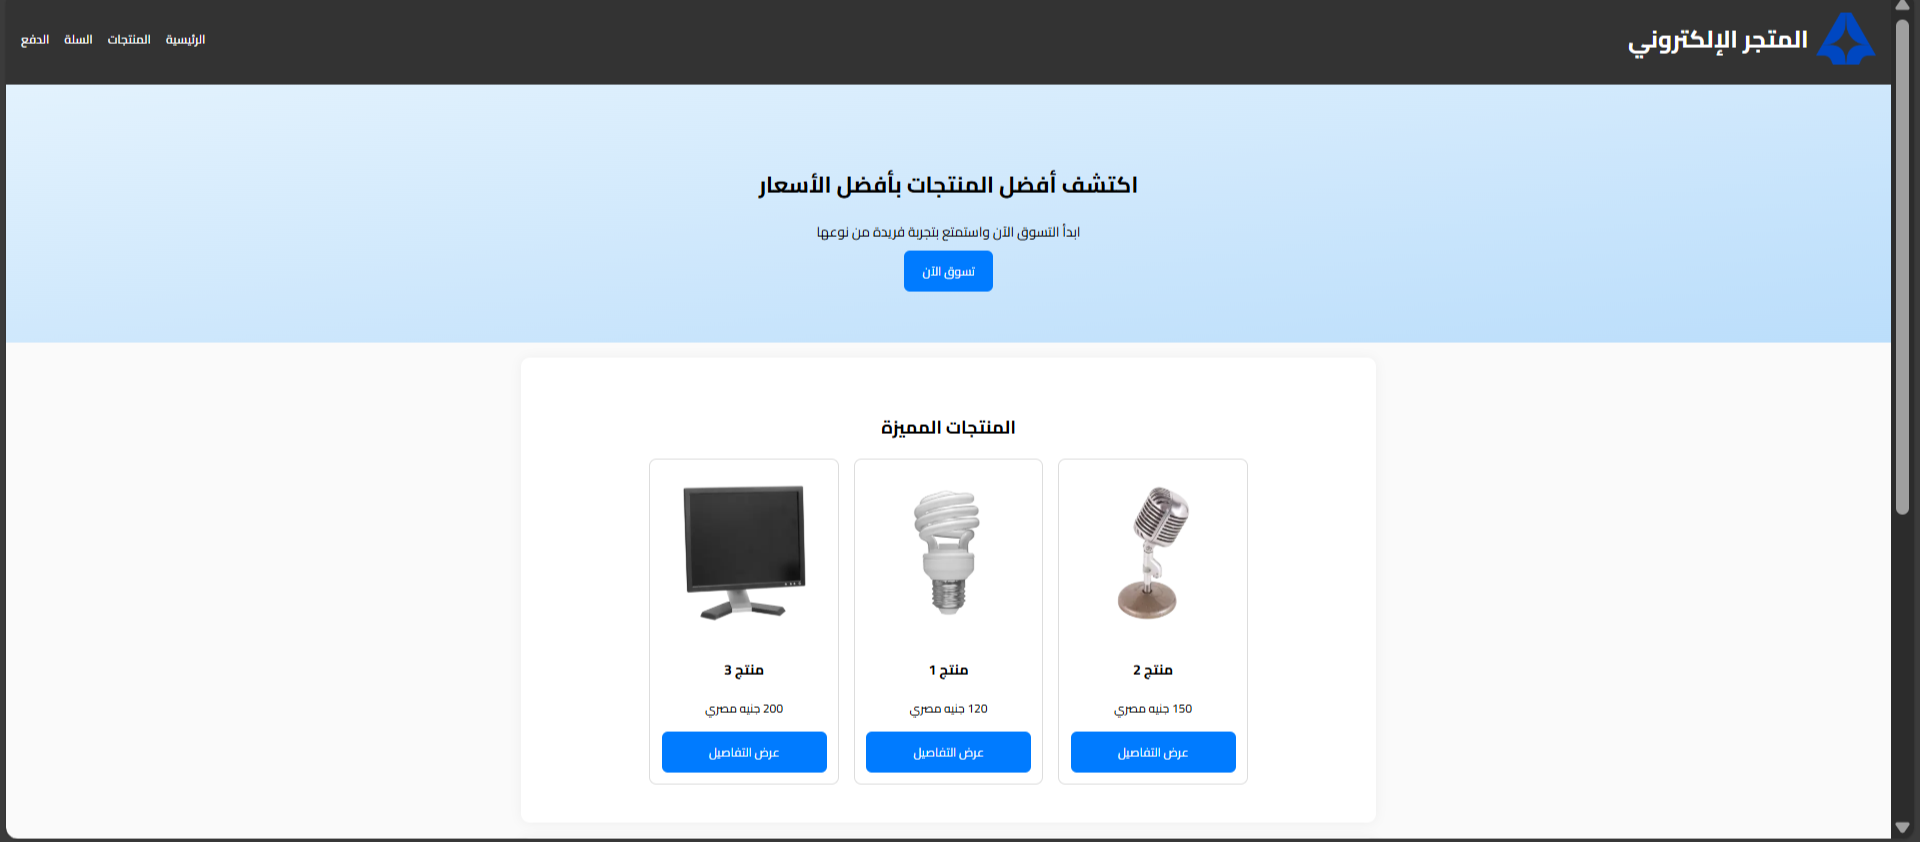 المتجر الإلكتروني
الرئيسية المنتجات السلة الدفع
اكتشف أفضل المنتجات بأفضل الأسعار
ابدأ التسوق الآن واستمتع بتجربة فريدة من نوعها
تسوق الآن
المنتجات المميزة
منتج 2
150 جنيه مصري
عرض التفاصيل
منتج 1
120 جنيه مصري
عرض التفاصيل
منتج 3
200 جنيه مصري
عرض التفاصيل